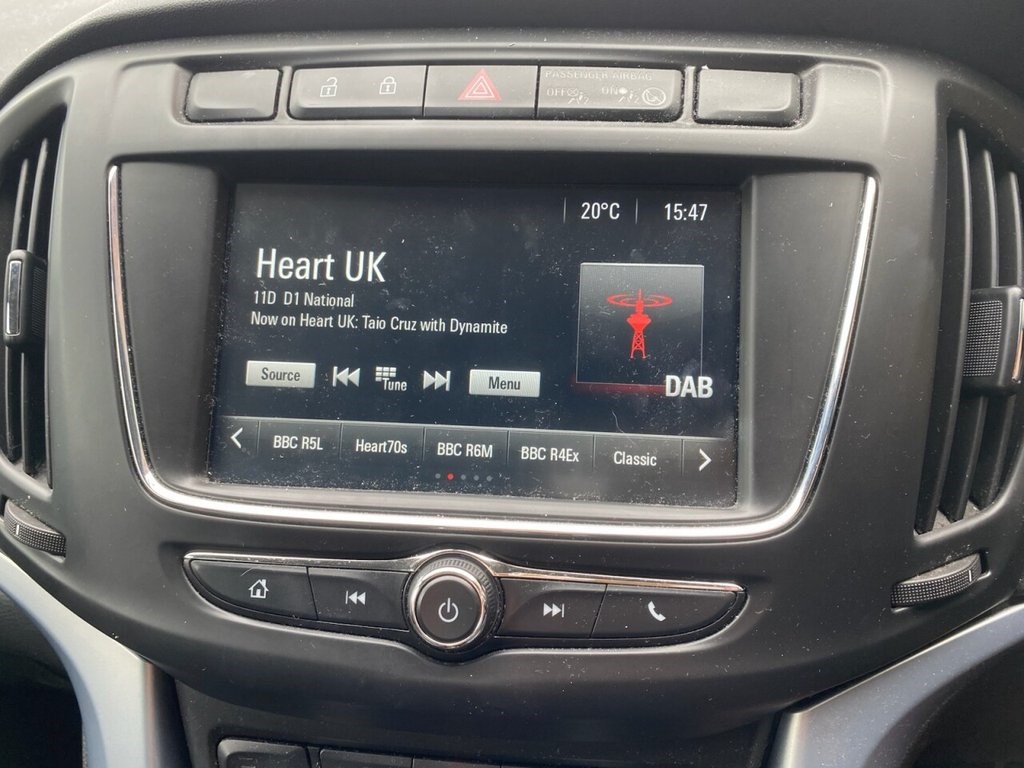 PASSENGER AIRBAG
OFF ON
20°C 15:47
Heart UK
11D D1 National
Now on Heart UK: Taio Cruz with Dynamite
Source Tune Menu
DAB
BBC R5L Heart70s BBC R6M BBC R4Ex Classic